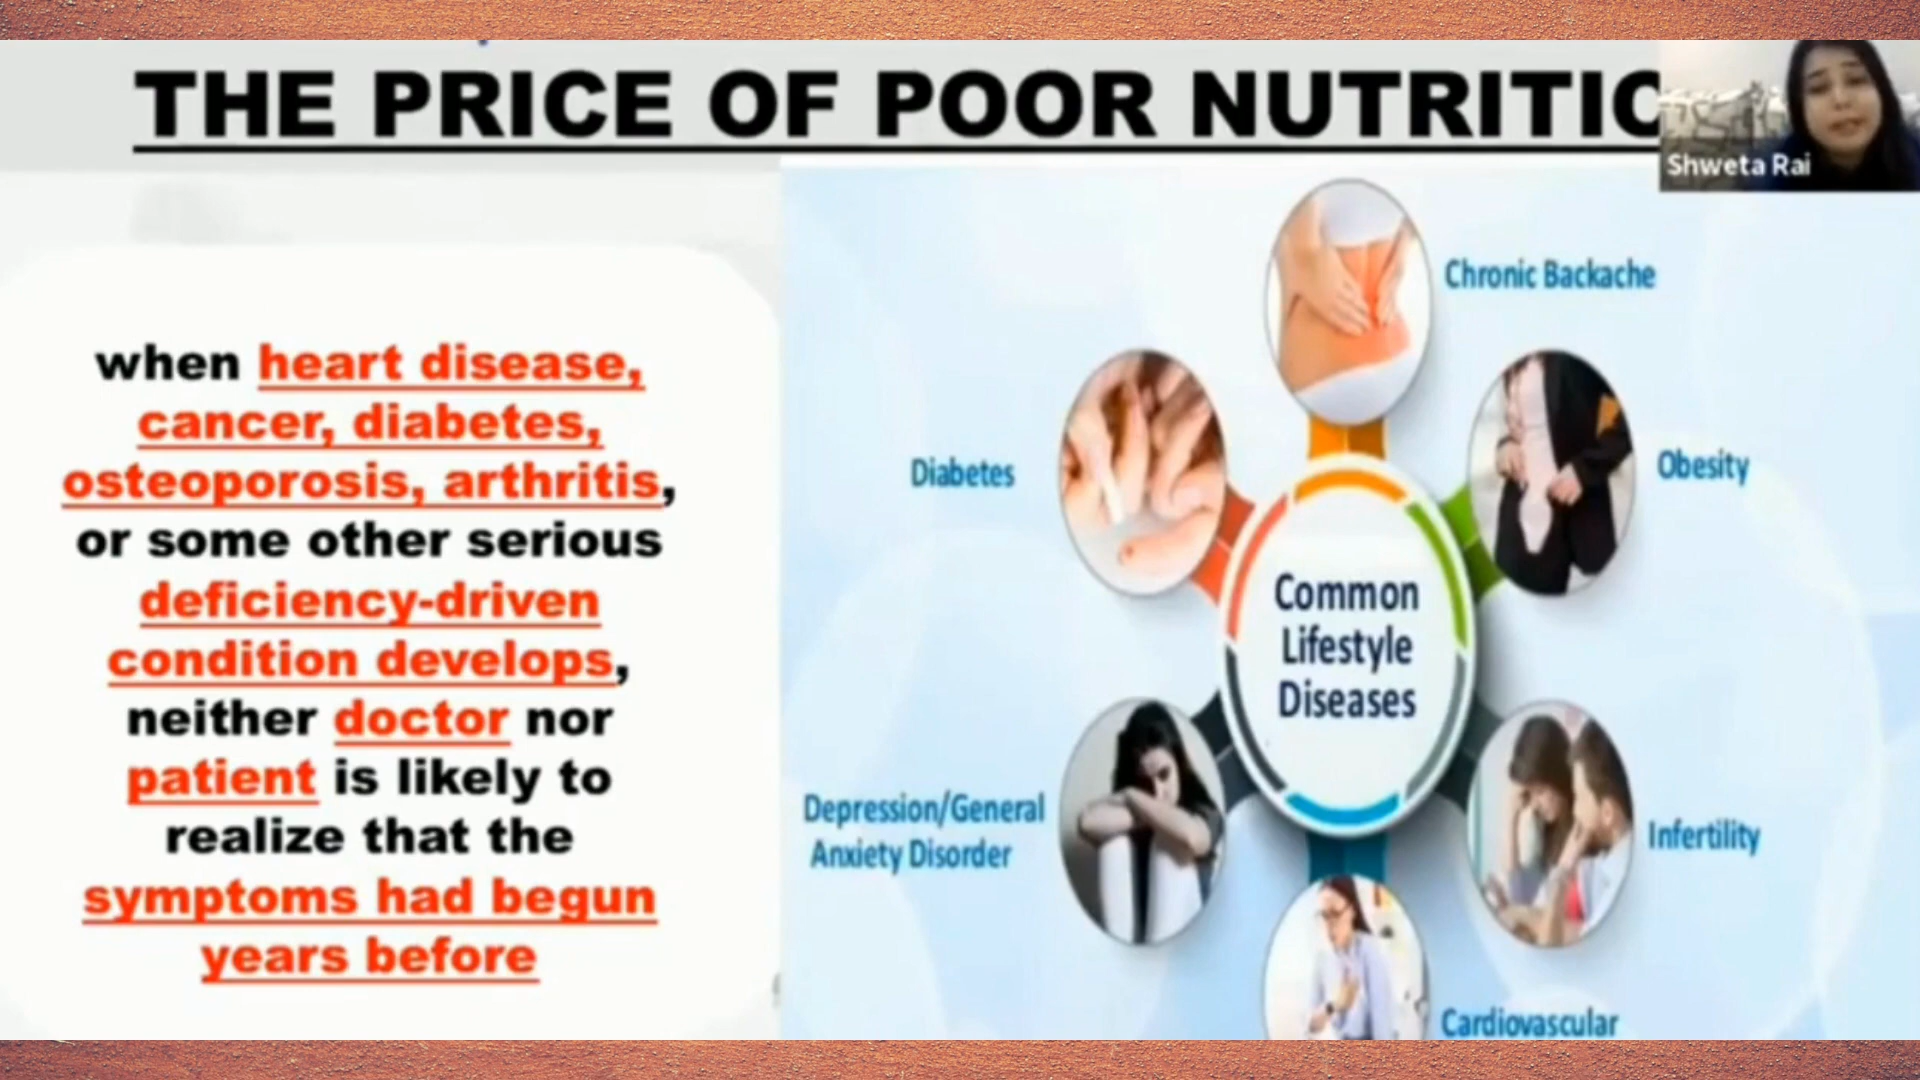 THE PRICE OF POOR NUTRITIO
Shweta Rai
when heart disease,
cancer, diabetes,
osteoporosis, arthritis,
or some other serious
deficiency-driven
condition develops,
neither doctor nor
patient is likely to
realize that the
symptoms had begun
years before
Chronic Backache
Diabetes
Obesity
Common
Lifestyle
Diseases
Depression/General
Anxiety Disorder
Infertility
Cardiovascular